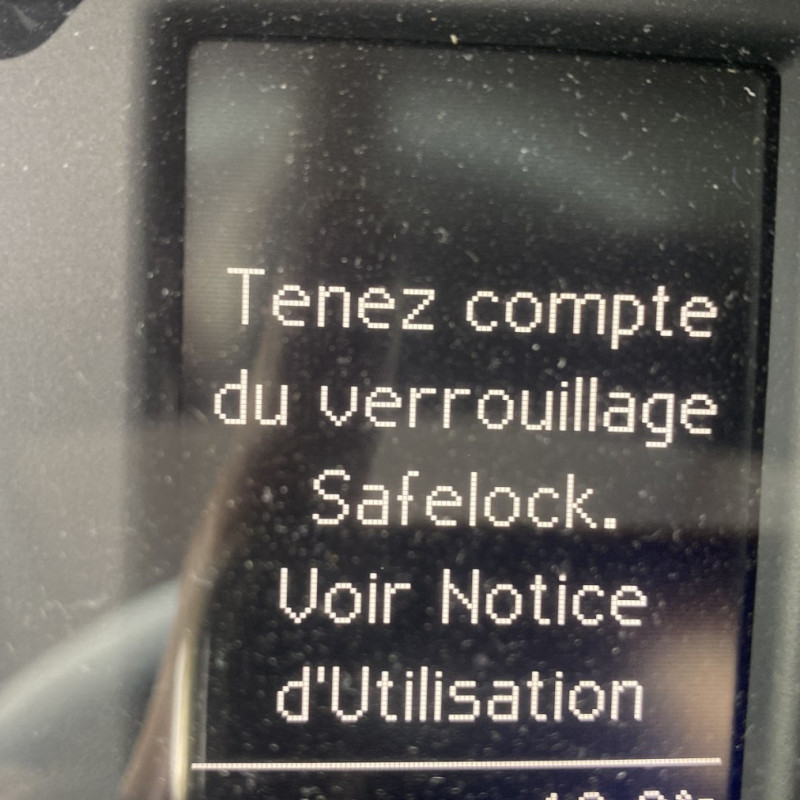 Tenez compte
du verrouillage
Safelock.
Voir Notice
d'Utilisation